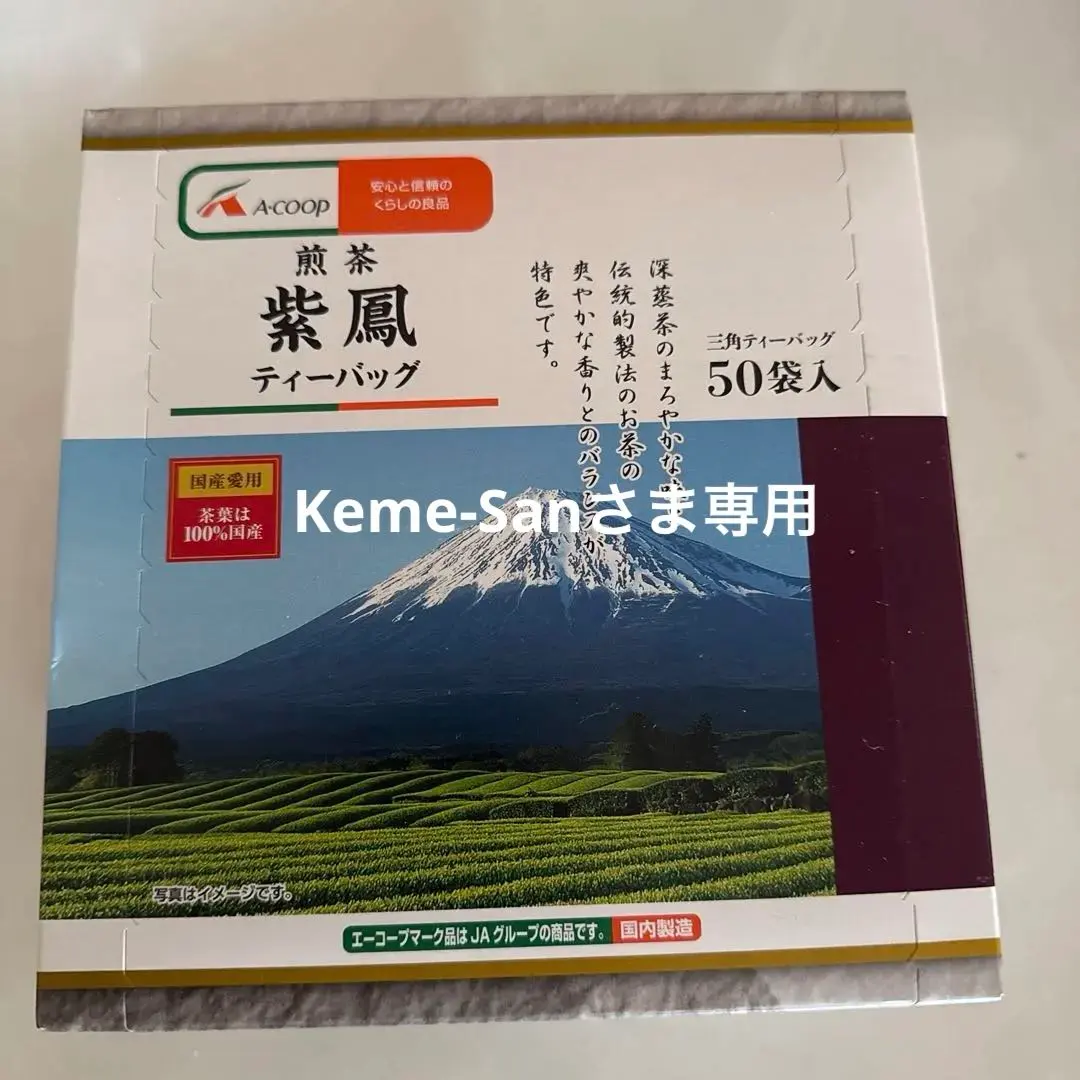 A·COOP
安心と信頼の
くらしの良品
煎茶
紫鳳
ティーバッグ
深蒸茶のまろやかな
伝統的製法のお茶の
爽やかな香りとのバランスが
特色です。
三角ティーバッグ
50袋入
国産愛用
茶葉は
100%国産
Keme-Sanさま専用
写真はイメージです。
エーコープマーク品はJAグループの商品です。
国内製造